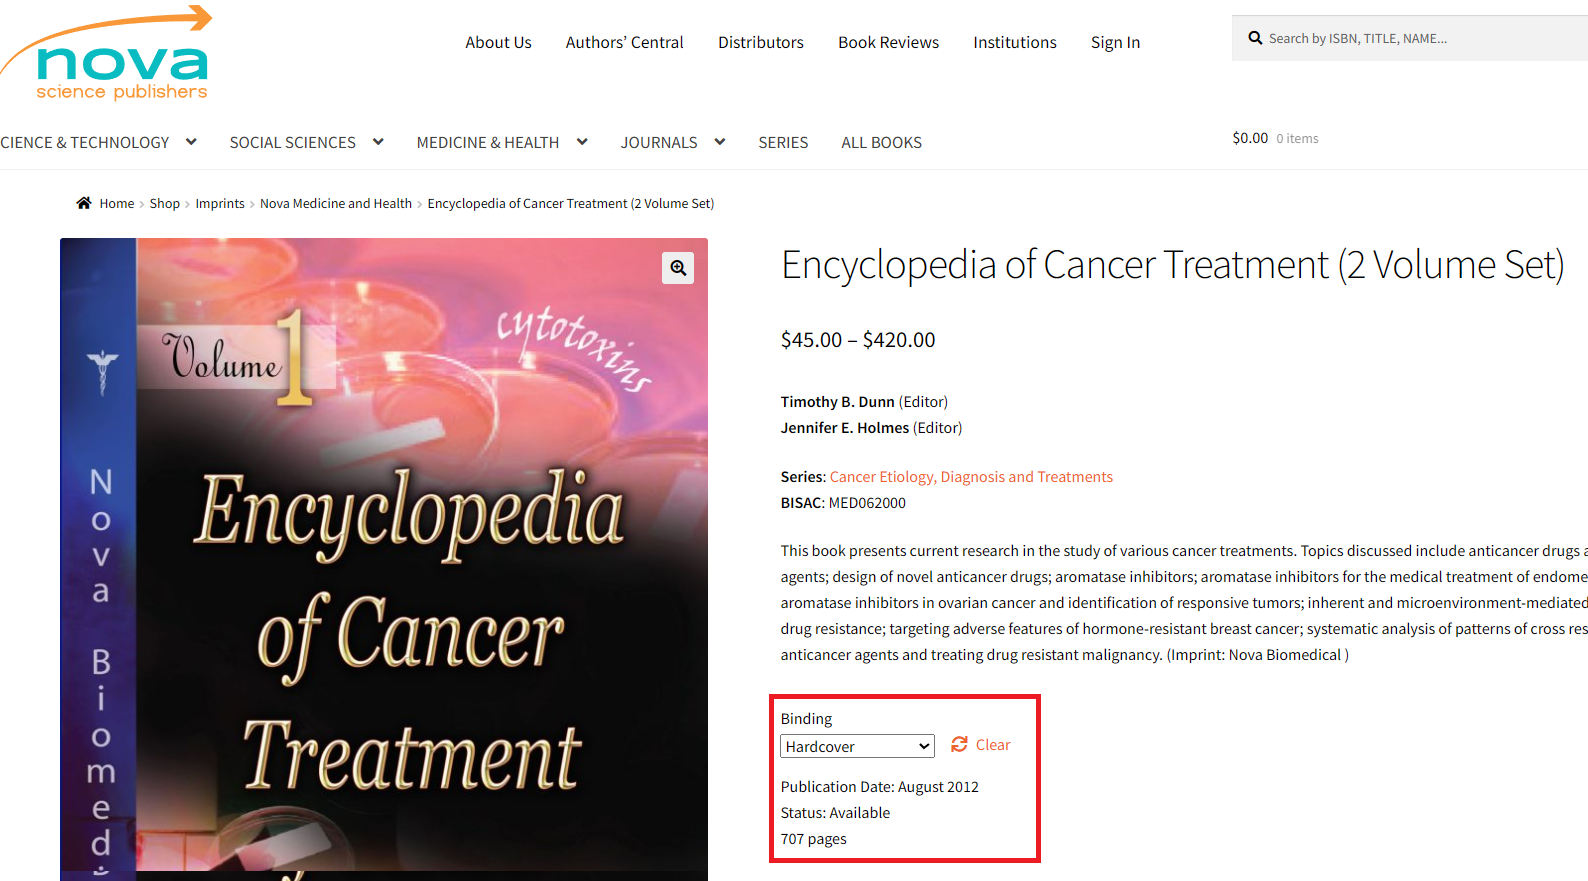 nova
science publishers
About Us Authors’ Central Distributors Book Reviews Institutions Sign In
Search by ISBN, TITLE, NAME...
CIENCE & TECHNOLOGY SOCIAL SCIENCES MEDICINE & HEALTH JOURNALS SERIES ALL BOOKS
$0.00 0 items
Home › Shop › Imprints › Nova Medicine and Health › Encyclopedia of Cancer Treatment (2 Volume Set)
Volume 1
cytotoxins
Encyclopedia
of Cancer
Treatment
Nova Biomed
Encyclopedia of Cancer Treatment (2 Volume Set)
$45.00 – $420.00
Timothy B. Dunn (Editor)
Jennifer E. Holmes (Editor)
Series: Cancer Etiology, Diagnosis and Treatments
BISAC: MED062000
This book presents current research in the study of various cancer treatments. Topics discussed include anticancer drugs a
agents; design of novel anticancer drugs; aromatase inhibitors; aromatase inhibitors for the medical treatment of endome
aromatase inhibitors in ovarian cancer and identification of responsive tumors; inherent and microenvironment-mediated
drug resistance; targeting adverse features of hormone-resistant breast cancer; systematic analysis of patterns of cross res
anticancer agents and treating drug resistant malignancy. (Imprint: Nova Biomedical )
Binding
Hardcover Clear
Publication Date: August 2012
Status: Available
707 pages